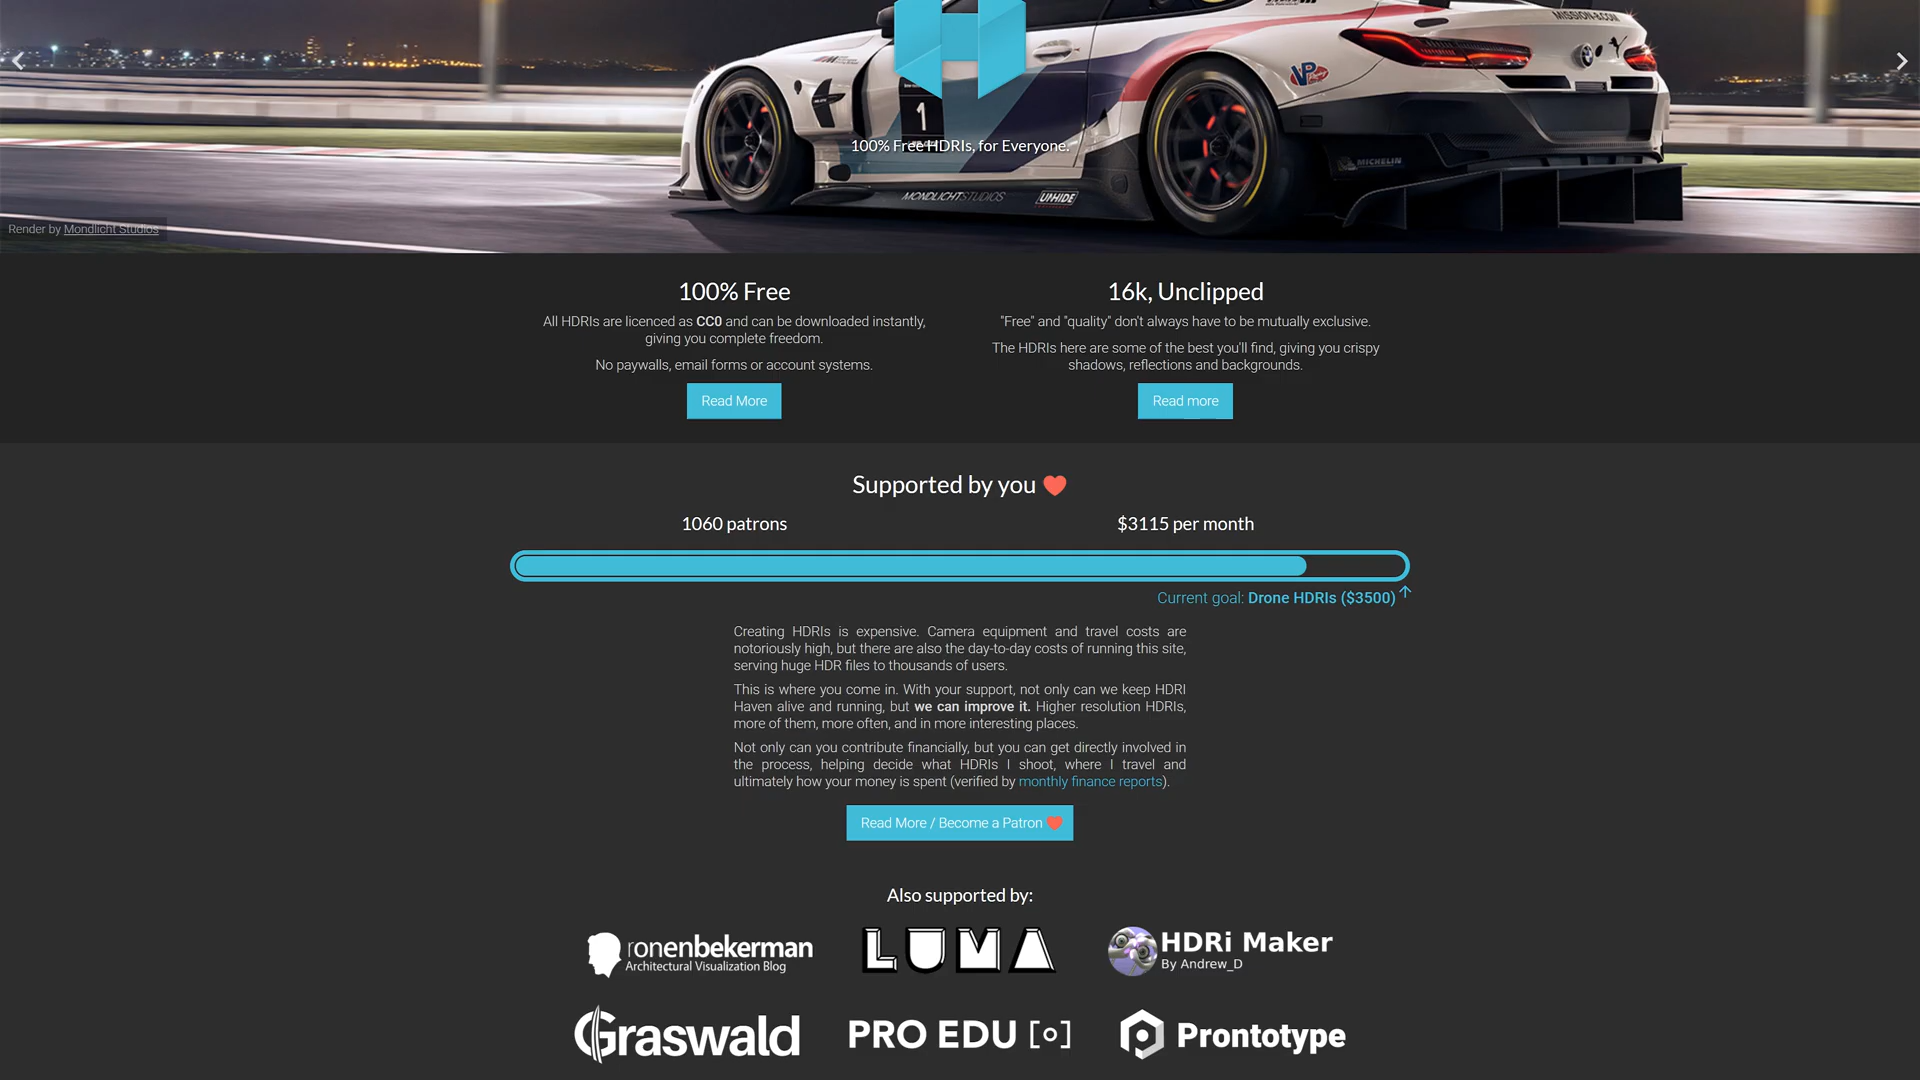 MISSION-8.COM
VP
1
100% Free HDRIs, for Everyone.
MICHELIN
MONDLICHTSTUDIOS
UNHIDE
Render by Mondlicht Studios
100% Free
All HDRIs are licenced as CC0 and can be downloaded instantly,
giving you complete freedom.
No paywalls, email forms or account systems.
Read More
16k, Unclipped
"Free" and "quality" don't always have to be mutually exclusive.
The HDRIs here are some of the best you'll find, giving you crispy
shadows, reflections and backgrounds.
Read more
Supported by you
1060 patrons
$3115 per month
Current goal: Drone HDRIs ($3500)
Creating HDRIs is expensive. Camera equipment and travel costs are
notoriously high, but there are also the day-to-day costs of running this site,
serving huge HDR files to thousands of users.
This is where you come in. With your support, not only can we keep HDRI
Haven alive and running, but we can improve it. Higher resolution HDRIs,
more of them, more often, and in more interesting places.
Not only can you contribute financially, but you can get directly involved in
the process, helping decide what HDRIs I shoot, where I travel and
ultimately how your money is spent (verified by monthly finance reports).
Read More / Become a Patron
Also supported by:
ronenbekerman
Architectural Visualization Blog
LUMA
HDRi Maker
By Andrew_D
Graswald
PRO EDU [o]
Prontotype